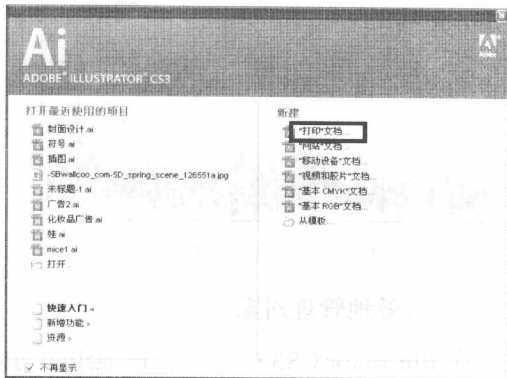 Ai
ADOBE® ILLUSTRATOR® CS3
Adobe
打开最近使用的项目
封面设计.ai
符号.ai
插图.ai
-5Bwallcoo_com-5D_spring_scene_126551a.jpg
未标题-1.ai
广告2.ai
化妆品广告.ai
娃.ai
mice1.ai
打开...
快速入门 »
新增功能 »
资源 »
不再显示
新建
"打印"文档...
"网站"文档...
"移动设备"文档...
"视频和胶片"文档...
"基本 CMYK"文档...
"基本 RGB"文档...
从模板...